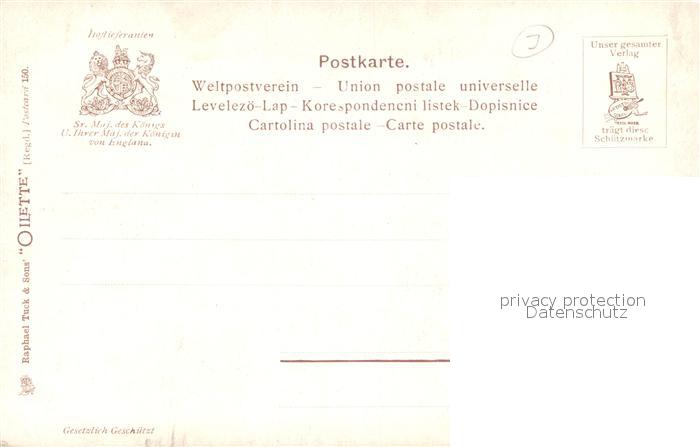 Hoflieferanten
Sr. Maj. des Königs
U. Ihrer Maj. der Königin
von England.
J
Postkarte.
Weltpostverein – Union postale universelle
Levelezö-Lap – Korespondencni listek – Dopisnice
Cartolina postale – Carte postale.
Unser gesamter
Verlag
trägt diese
Schützmarke.
Raphael Tuck & Sons' "OILETTE" [Regd.] Postcard 150.
privacy protection
Datenschutz
Gesetzlich Geschützt